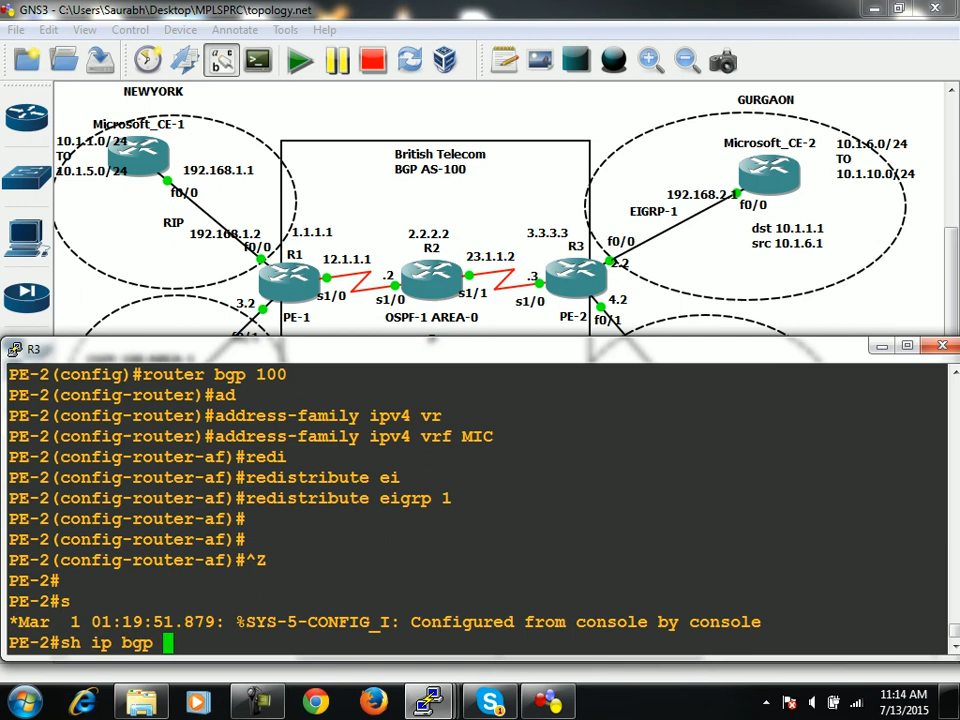 GNS3 - C:\Users\Saurabh\Desktop\MPLSPRC\topology.net
File Edit View Control Device Annotate Tools Help
NEWYORK
GURGAON
Microsoft_CE-1
10.1.1.0/24
TO
10.1.5.0/24
192.168.1.1
f0/0
RIP
192.168.1.2
f0/0
British Telecom
BGP AS-100
Microsoft_CE-2
10.1.6.0/24
TO
10.1.10.0/24
192.168.2.1
f0/0
EIGRP-1
dst 10.1.1.1
src 10.1.6.1
1.1.1.1
R1
12.1.1.1
s1/0
PE-1
3.2
2.2.2.2
R2
.2
s1/0
s1/1
23.1.1.2
OSPF-1 AREA-0
3.3.3.3
R3
.3
s1/0
PE-2
f0/0
2.2
4.2
f0/1
R3
PE-2(config)#router bgp 100
PE-2(config-router)#ad
PE-2(config-router)#address-family ipv4 vr
PE-2(config-router)#address-family ipv4 vrf MIC
PE-2(config-router-af)#redi
PE-2(config-router-af)#redistribute ei
PE-2(config-router-af)#redistribute eigrp 1
PE-2(config-router-af)#
PE-2(config-router-af)#
PE-2(config-router-af)#^Z
PE-2#
PE-2#s
*Mar  1 01:19:51.879: %SYS-5-CONFIG_I: Configured from console by console
PE-2#sh ip bgp
11:14 AM
7/13/2015